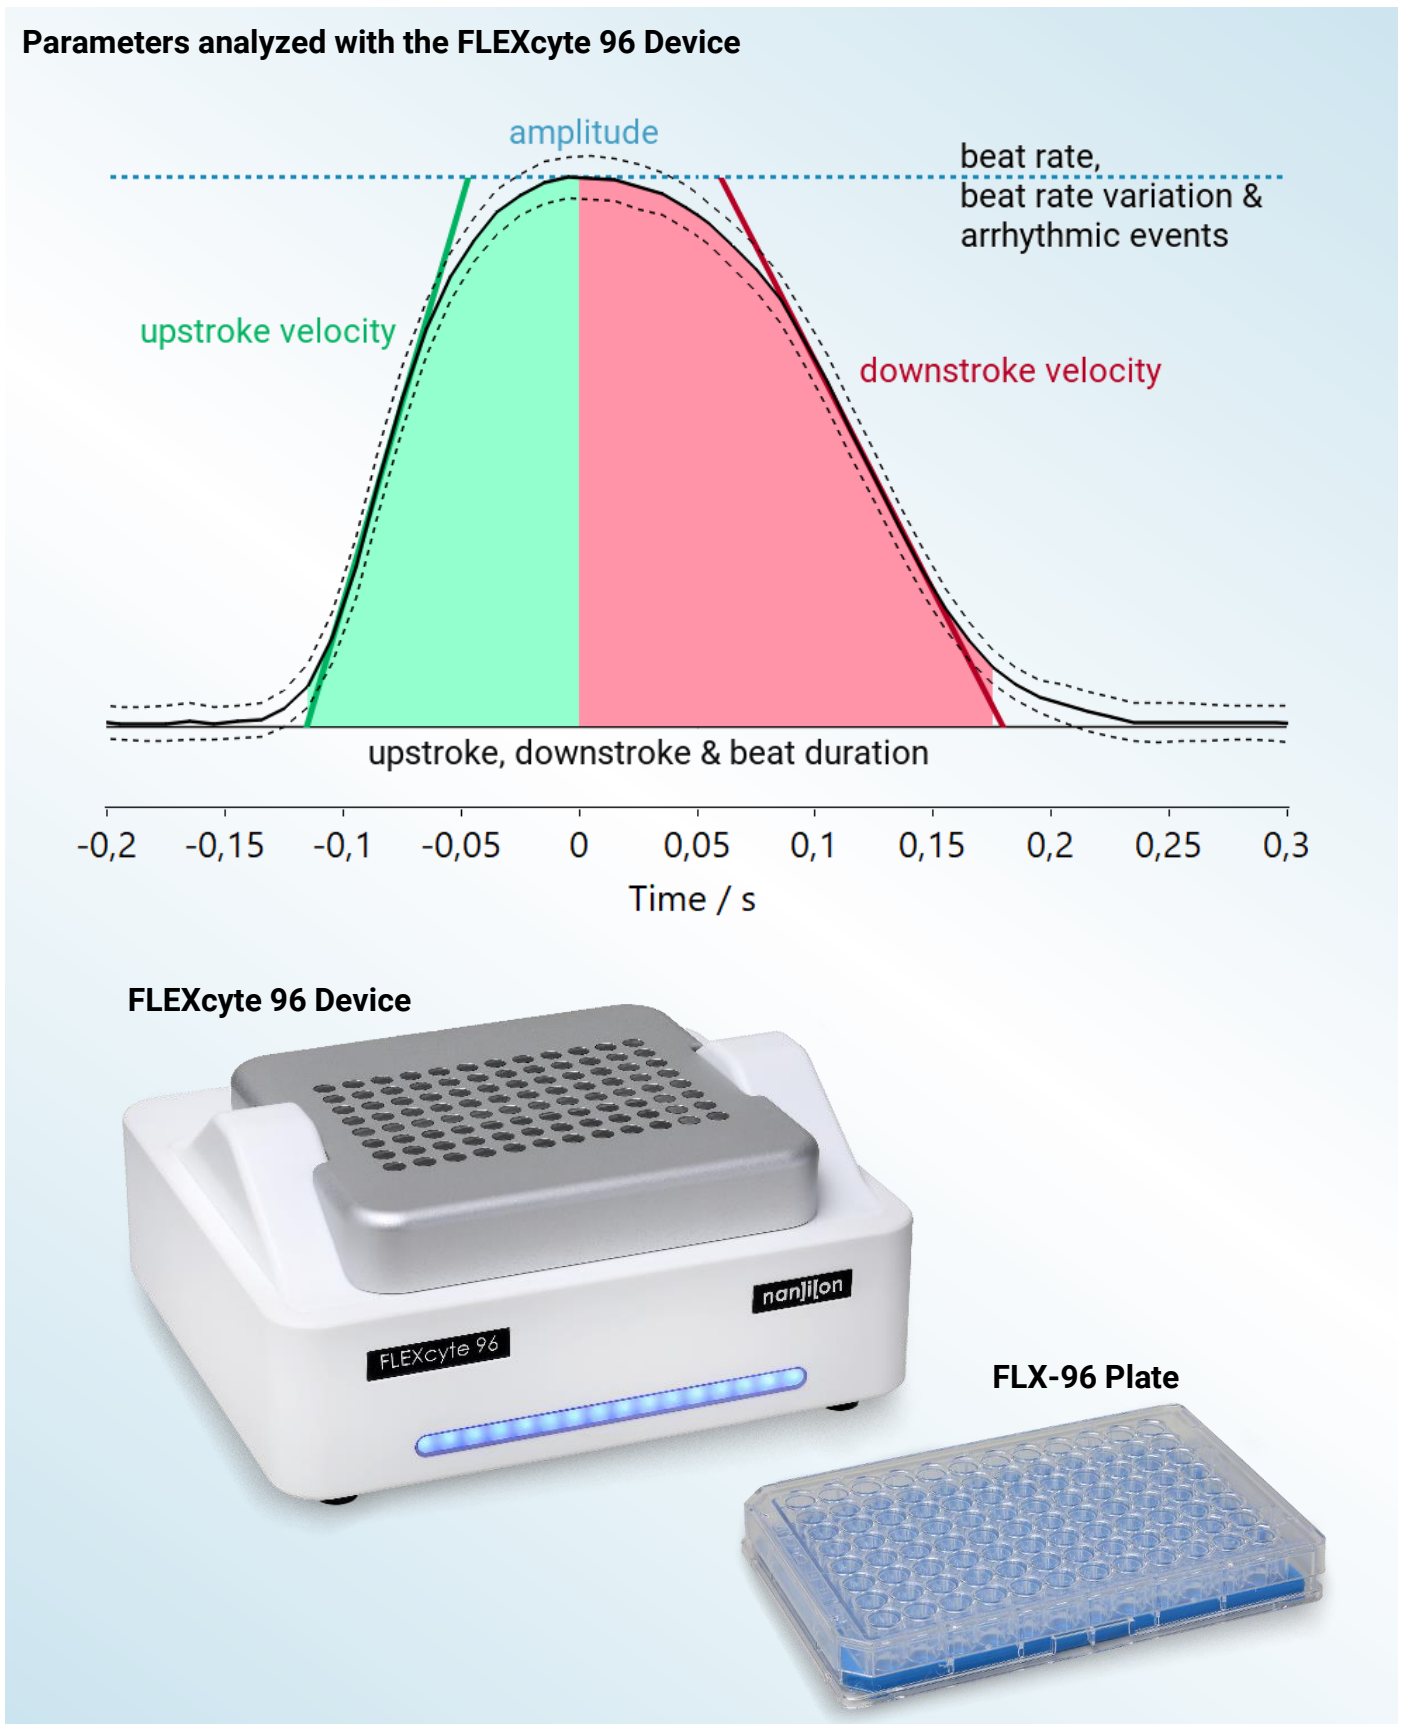 Parameters analyzed with the FLEXcyte 96 Device
amplitude
beat rate,
beat rate variation &
arrhythmic events
upstroke velocity
downstroke velocity
upstroke, downstroke & beat duration
-0,2 -0,15 -0,1 -0,05 0 0,05 0,1 0,15 0,2 0,25 0,3
Time / s
FLEXcyte 96 Device
nan]i[on
FLEXcyte 96
FLX-96 Plate